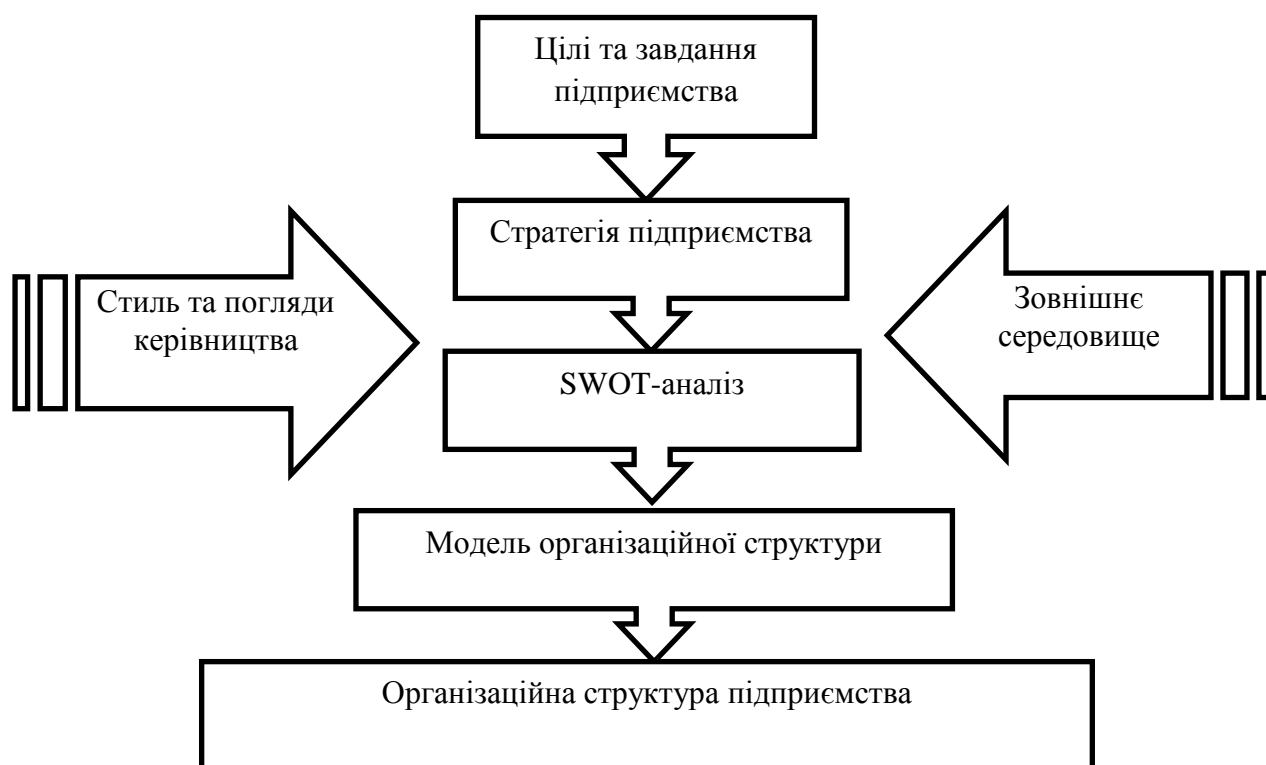 Цілі та завдання
підприємства
Стратегія підприємства
Стиль та погляди
керівництва
Зовнішнє
середовище
SWOT-аналіз
Модель організаційної структури
Організаційна структура підприємства